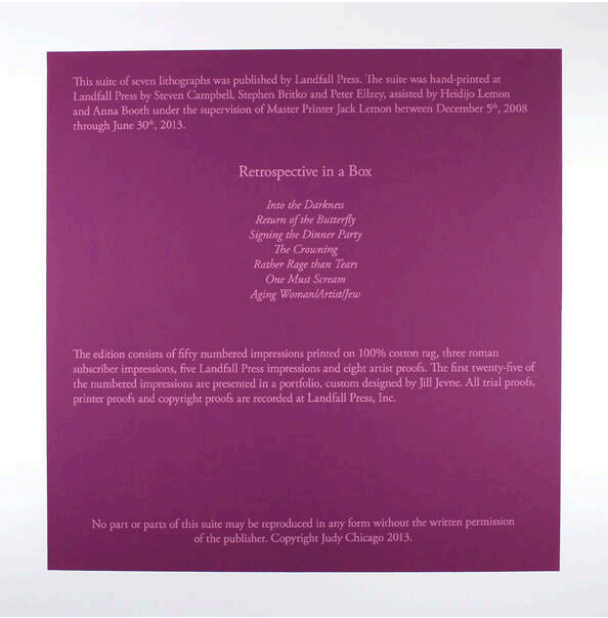 This suite of seven lithographs was published by Landfall Press. The suite was hand-printed at
Landfall Press by Steven Campbell, Stephen Britko and Peter Ellzey, assisted by Heidijo Lemon
and Anna Booth under the supervision of Master Printer Jack Lemon between December 5th, 2008
through June 30th, 2013.
Retrospective in a Box
Into the Darkness
Return of the Butterfly
Signing the Dinner Party
The Crowning
Rather Rage than Tears
One Must Scream
Aging Woman/Artist/Jew
The edition consists of fifty numbered impressions printed on 100% cotton rag, three roman
subscriber impressions, five Landfall Press impressions and eight artist proofs. The first twenty-five of
the numbered impressions are presented in a portfolio, custom designed by Jill Jevne. All trial proofs,
printer proofs and copyright proofs are recorded at Landfall Press, Inc.
No part or parts of this suite may be reproduced in any form without the written permission
of the publisher. Copyright Judy Chicago 2013.